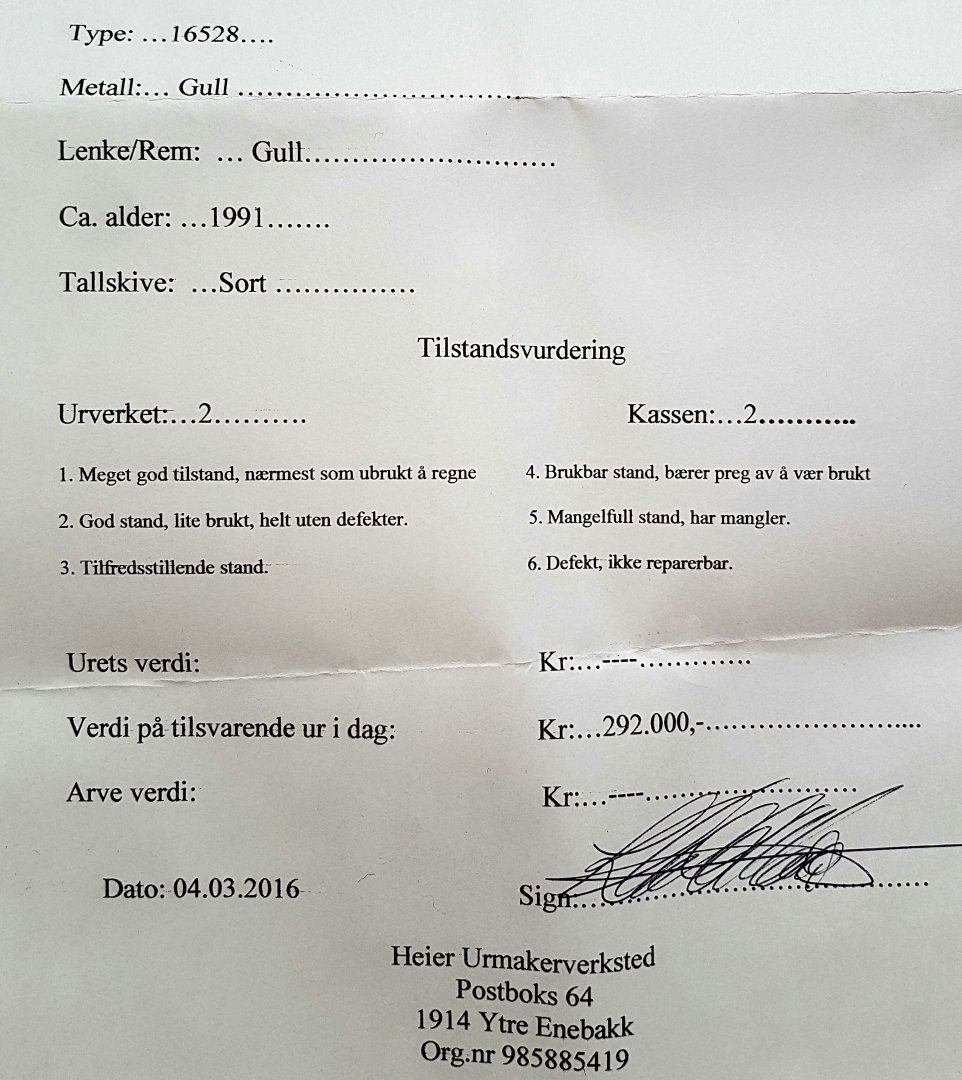 Type: …16528….
Metall:… Gull ……………………………
Lenke/Rem: … Gull…………………………
Ca. alder: …1991…….
Tallskive: …Sort ……………
Tilstandsvurdering
Urverket:…2……….
Kassen:…2………..
1. Meget god tilstand, nærmest som ubrukt å regne
4. Brukbar stand, bærer preg av å vær brukt
2. God stand, lite brukt, helt uten defekter.
5. Mangelfull stand, har mangler.
3. Tilfredsstillende stand.
6. Defekt, ikke reparerbar.
Urets verdi:
Kr:…----………….
Verdi på tilsvarende ur i dag:
Kr:…292.000,-……………………...
Arve verdi:
Kr:…----……………………
Dato: 04.03.2016
Sign:…………………………………
Heier Urmakerverksted
Postboks 64
1914 Ytre Enebakk
Org.nr 985885419